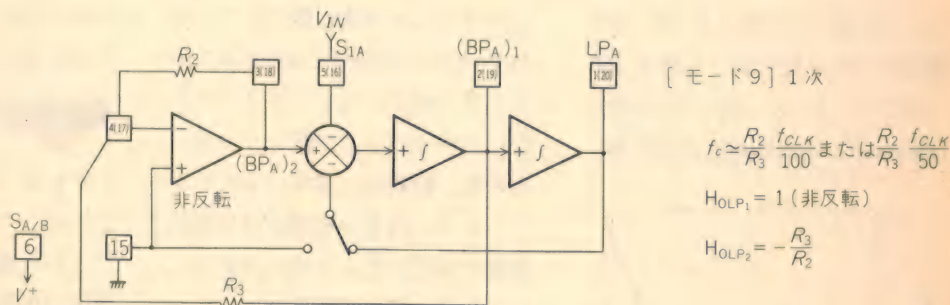 V_IN
S_1A
5(16)
R_2
3(18)
4(17)
−
+
(BP_A)_2
非反転
+
−
−
+ ∫
(BP_A)_1
2(19)
+ ∫
LP_A
1(20)
S_A/B
6
V⁺
15
R_3
[モード9] 1次
f_c ≃ R_2/R_3 f_CLK/100 または R_2/R_3 f_CLK/50
H_OLP1 = 1 (非反転)
H_OLP2 = −R_3/R_2